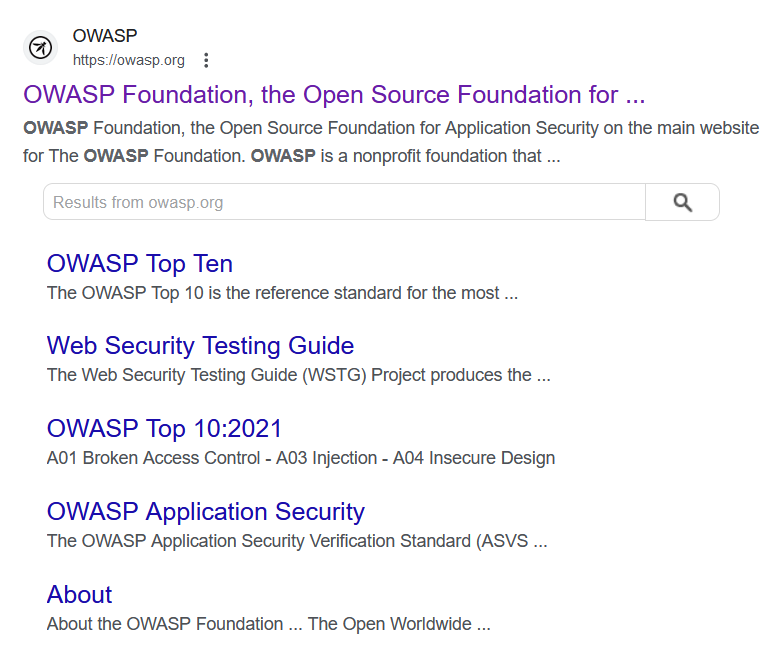 OWASP
https://owasp.org
OWASP Foundation, the Open Source Foundation for ...
OWASP Foundation, the Open Source Foundation for Application Security on the main website
for The OWASP Foundation. OWASP is a nonprofit foundation that ...
Results from owasp.org
OWASP Top Ten
The OWASP Top 10 is the reference standard for the most ...
Web Security Testing Guide
The Web Security Testing Guide (WSTG) Project produces the ...
OWASP Top 10:2021
A01 Broken Access Control - A03 Injection - A04 Insecure Design
OWASP Application Security
The OWASP Application Security Verification Standard (ASVS ...
About
About the OWASP Foundation ... The Open Worldwide ...